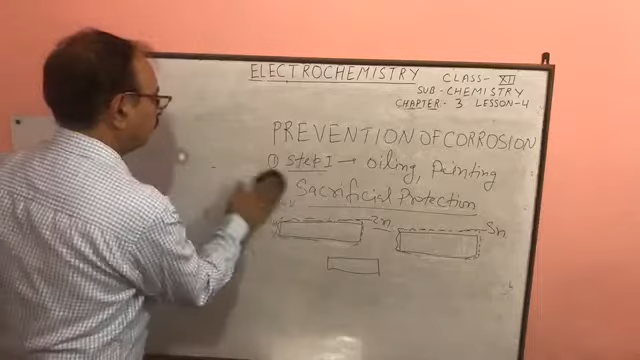 ELECTROCHEMISTRY
CLASS- XI
SUB-CHEMISTRY
CHAPTER: 3 LESSON-4
PREVENTION OF CORROSION
① Step I → Oiling, Painting
Sacrificial Protection
Zn
Sn